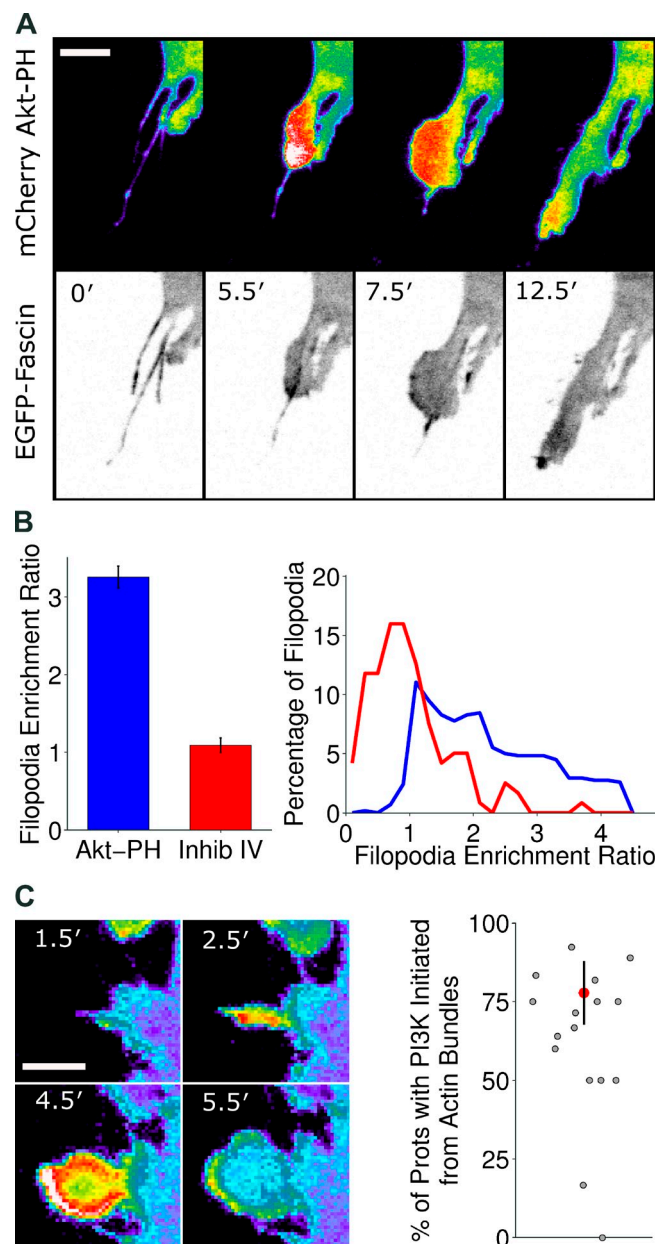 A
mCherry Akt-PH
EGFP-Fascin
0′
5.5′
7.5′
12.5′
B
Filopodia Enrichment Ratio
3
2
1
0
Akt−PH
Inhib IV
Percentage of Filopodia
20
15
10
5
0
0
1
2
3
4
Filopodia Enrichment Ratio
C
1.5′
2.5′
4.5′
5.5′
% of Prots with PI3K Initiated
from Actin Bundles
100
75
50
25
0